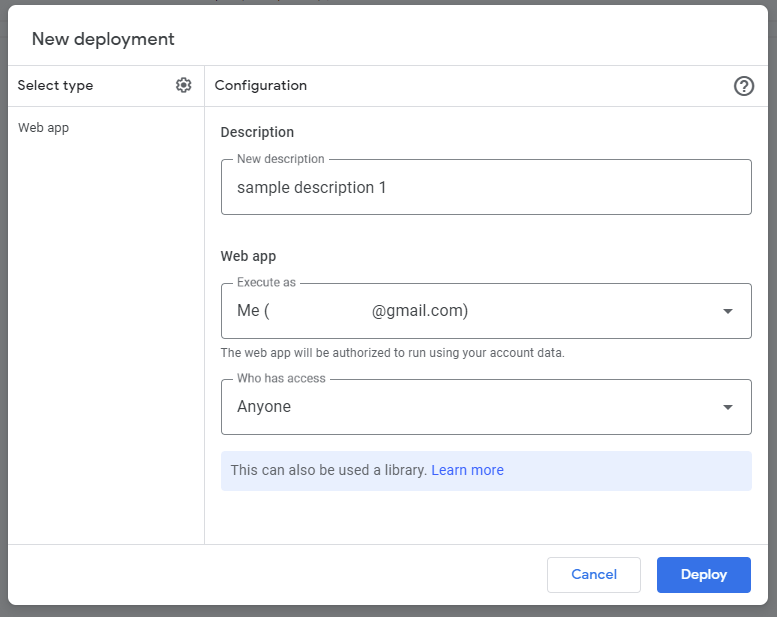 New deployment
Select type
Configuration
Web app
Description
New description
sample description 1
Web app
Execute as
Me ( @gmail.com)
The web app will be authorized to run using your account data.
Who has access
Anyone
This can also be used a library. Learn more
Cancel
Deploy